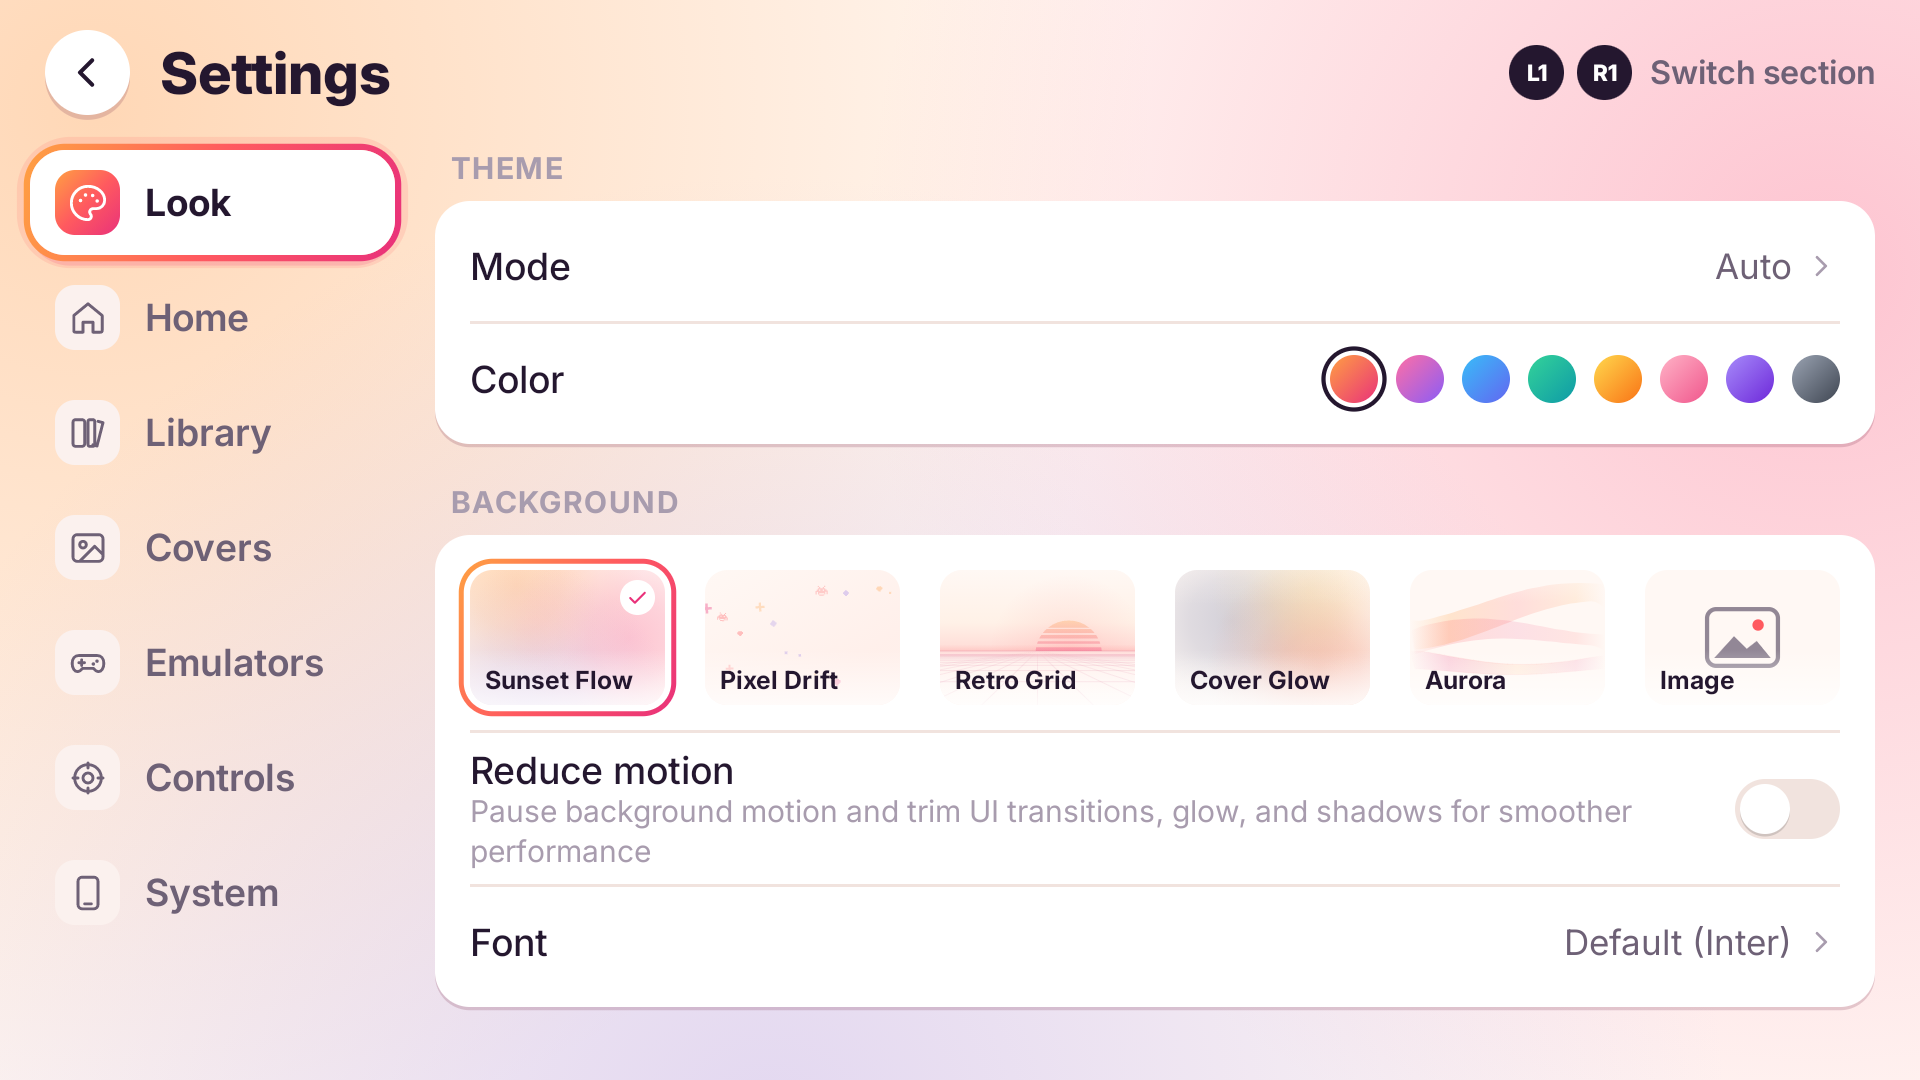 Settings
L1 R1 Switch section
Look
Home
Library
Covers
Emulators
Controls
System
THEME
Mode
Auto
Color
BACKGROUND
Sunset Flow
Pixel Drift
Retro Grid
Cover Glow
Aurora
Image
Reduce motion
Pause background motion and trim UI transitions, glow, and shadows for smoother
performance
Font
Default (Inter)